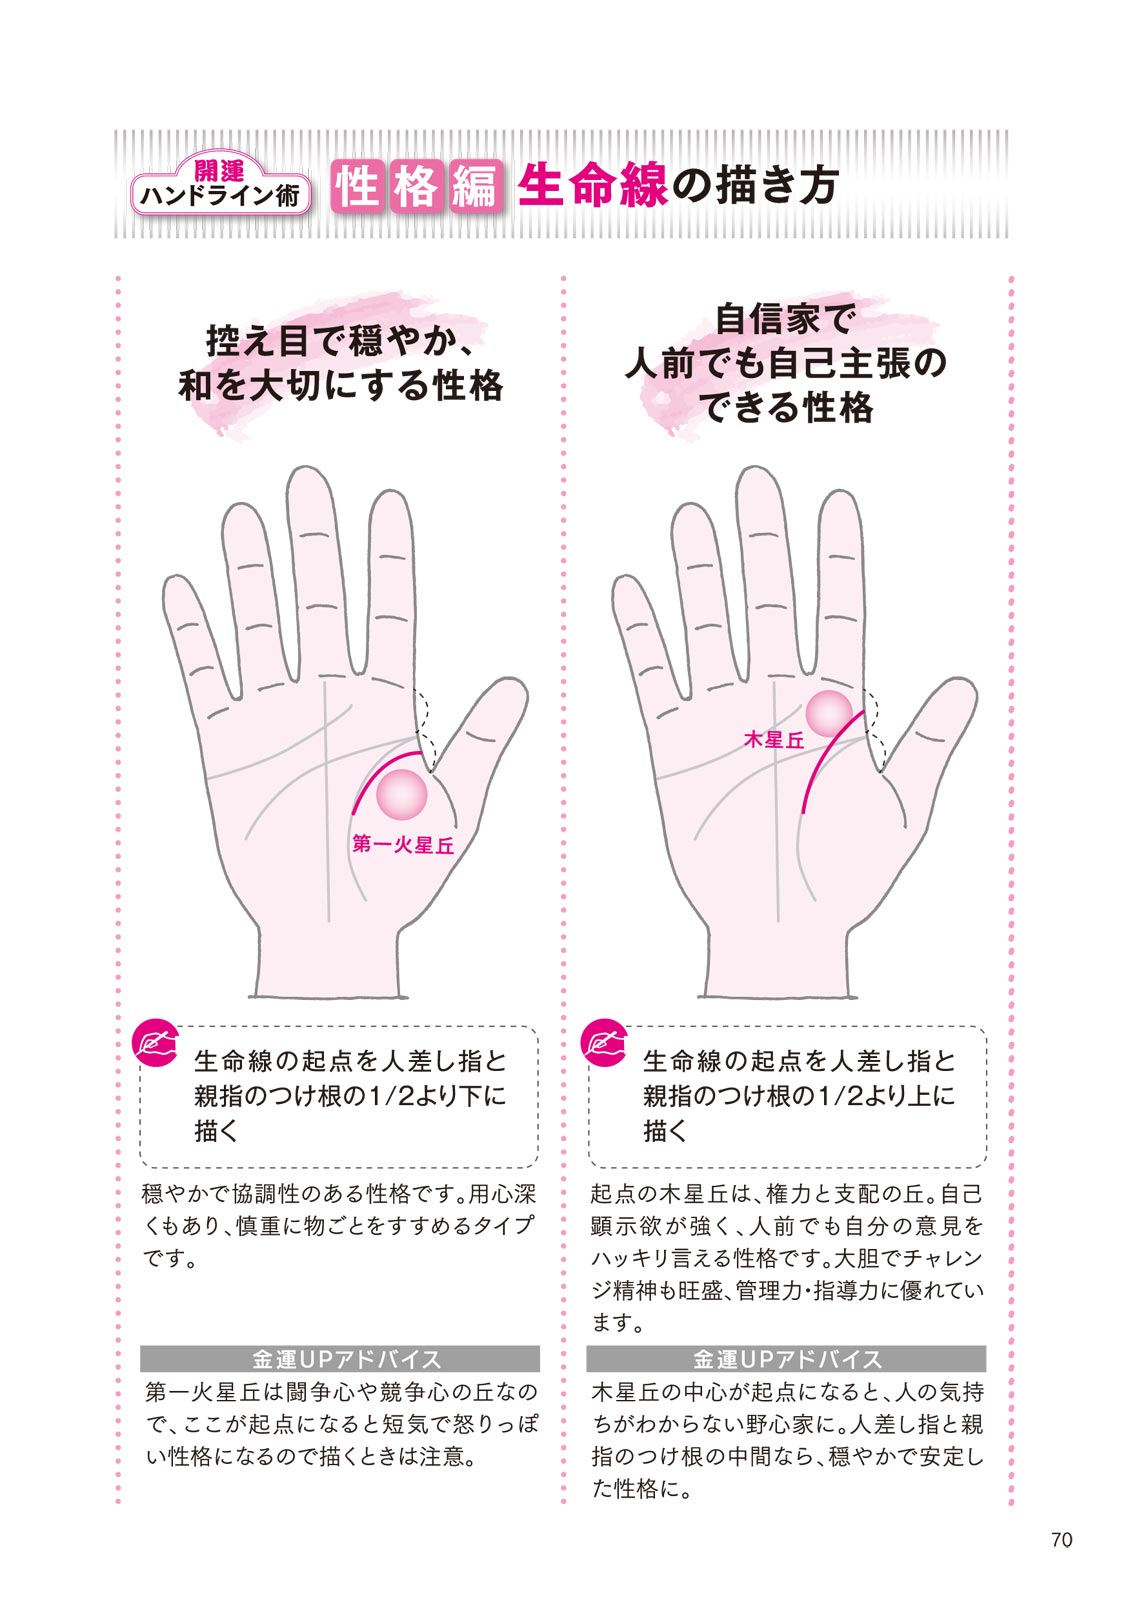 開運
ハンドライン術
性格編 生命線の描き方
控え目で穏やか、
和を大切にする性格
第一火星丘
生命線の起点を人差し指と
親指のつけ根の1/2より下に
描く
穏やかで協調性のある性格です。用心深
くもあり、慎重に物ごとをすすめるタイプ
です。
金運UPアドバイス
第一火星丘は闘争心や競争心の丘なの
で、ここが起点になると短気で怒りっぽ
い性格になるので描くときは注意。
自信家で
人前でも自己主張の
できる性格
木星丘
生命線の起点を人差し指と
親指のつけ根の1/2より上に
描く
起点の木星丘は、権力と支配の丘。自己
顕示欲が強く、人前でも自分の意見を
ハッキリ言える性格です。大胆でチャレン
ジ精神も旺盛、管理力・指導力に優れてい
ます。
金運UPアドバイス
木星丘の中心が起点になると、人の気持
ちがわからない野心家に。人差し指と親
指のつけ根の中間なら、穏やかで安定し
た性格に。
70